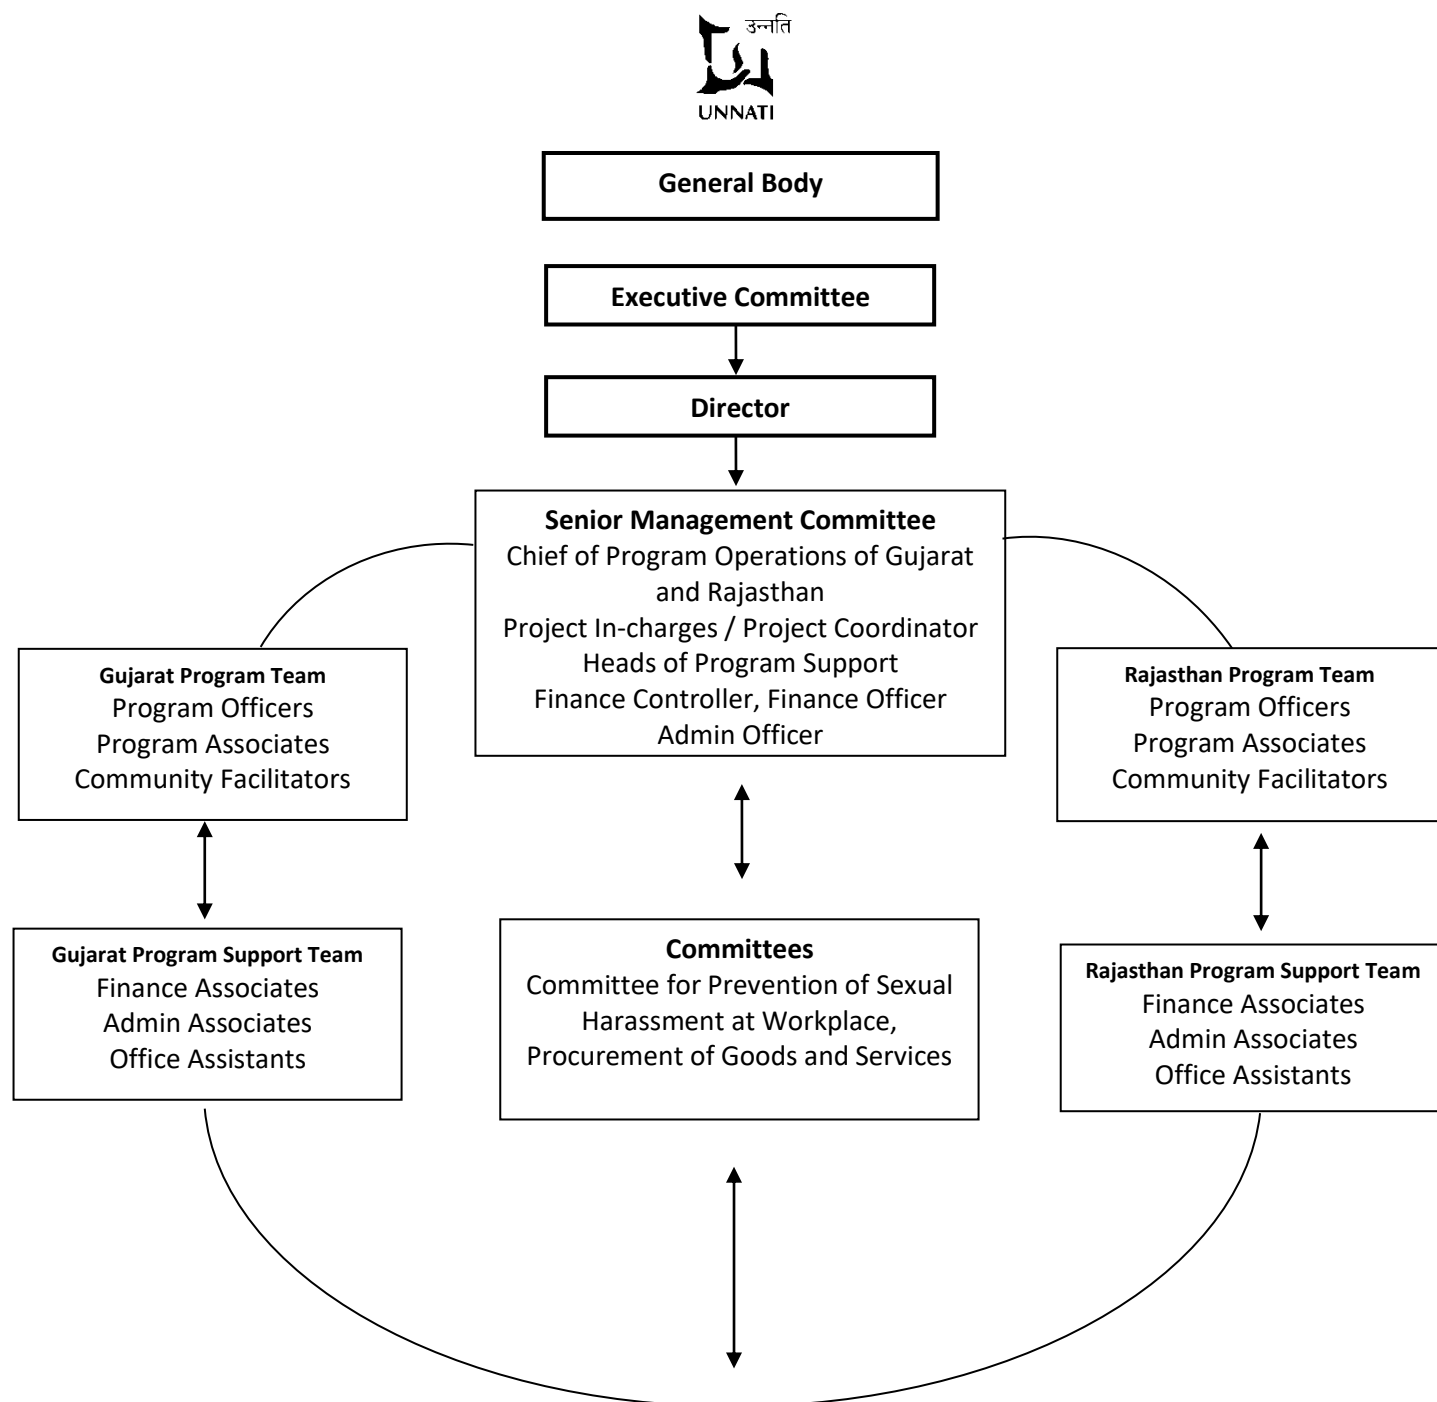 उन्नति
UNNATI
General Body
Executive Committee
Director
Senior Management Committee
Chief of Program Operations of Gujarat
and Rajasthan
Project In-charges / Project Coordinator
Heads of Program Support
Finance Controller, Finance Officer
Admin Officer
Gujarat Program Team
Program Officers
Program Associates
Community Facilitators
Rajasthan Program Team
Program Officers
Program Associates
Community Facilitators
Gujarat Program Support Team
Finance Associates
Admin Associates
Office Assistants
Committees
Committee for Prevention of Sexual
Harassment at Workplace,
Procurement of Goods and Services
Rajasthan Program Support Team
Finance Associates
Admin Associates
Office Assistants